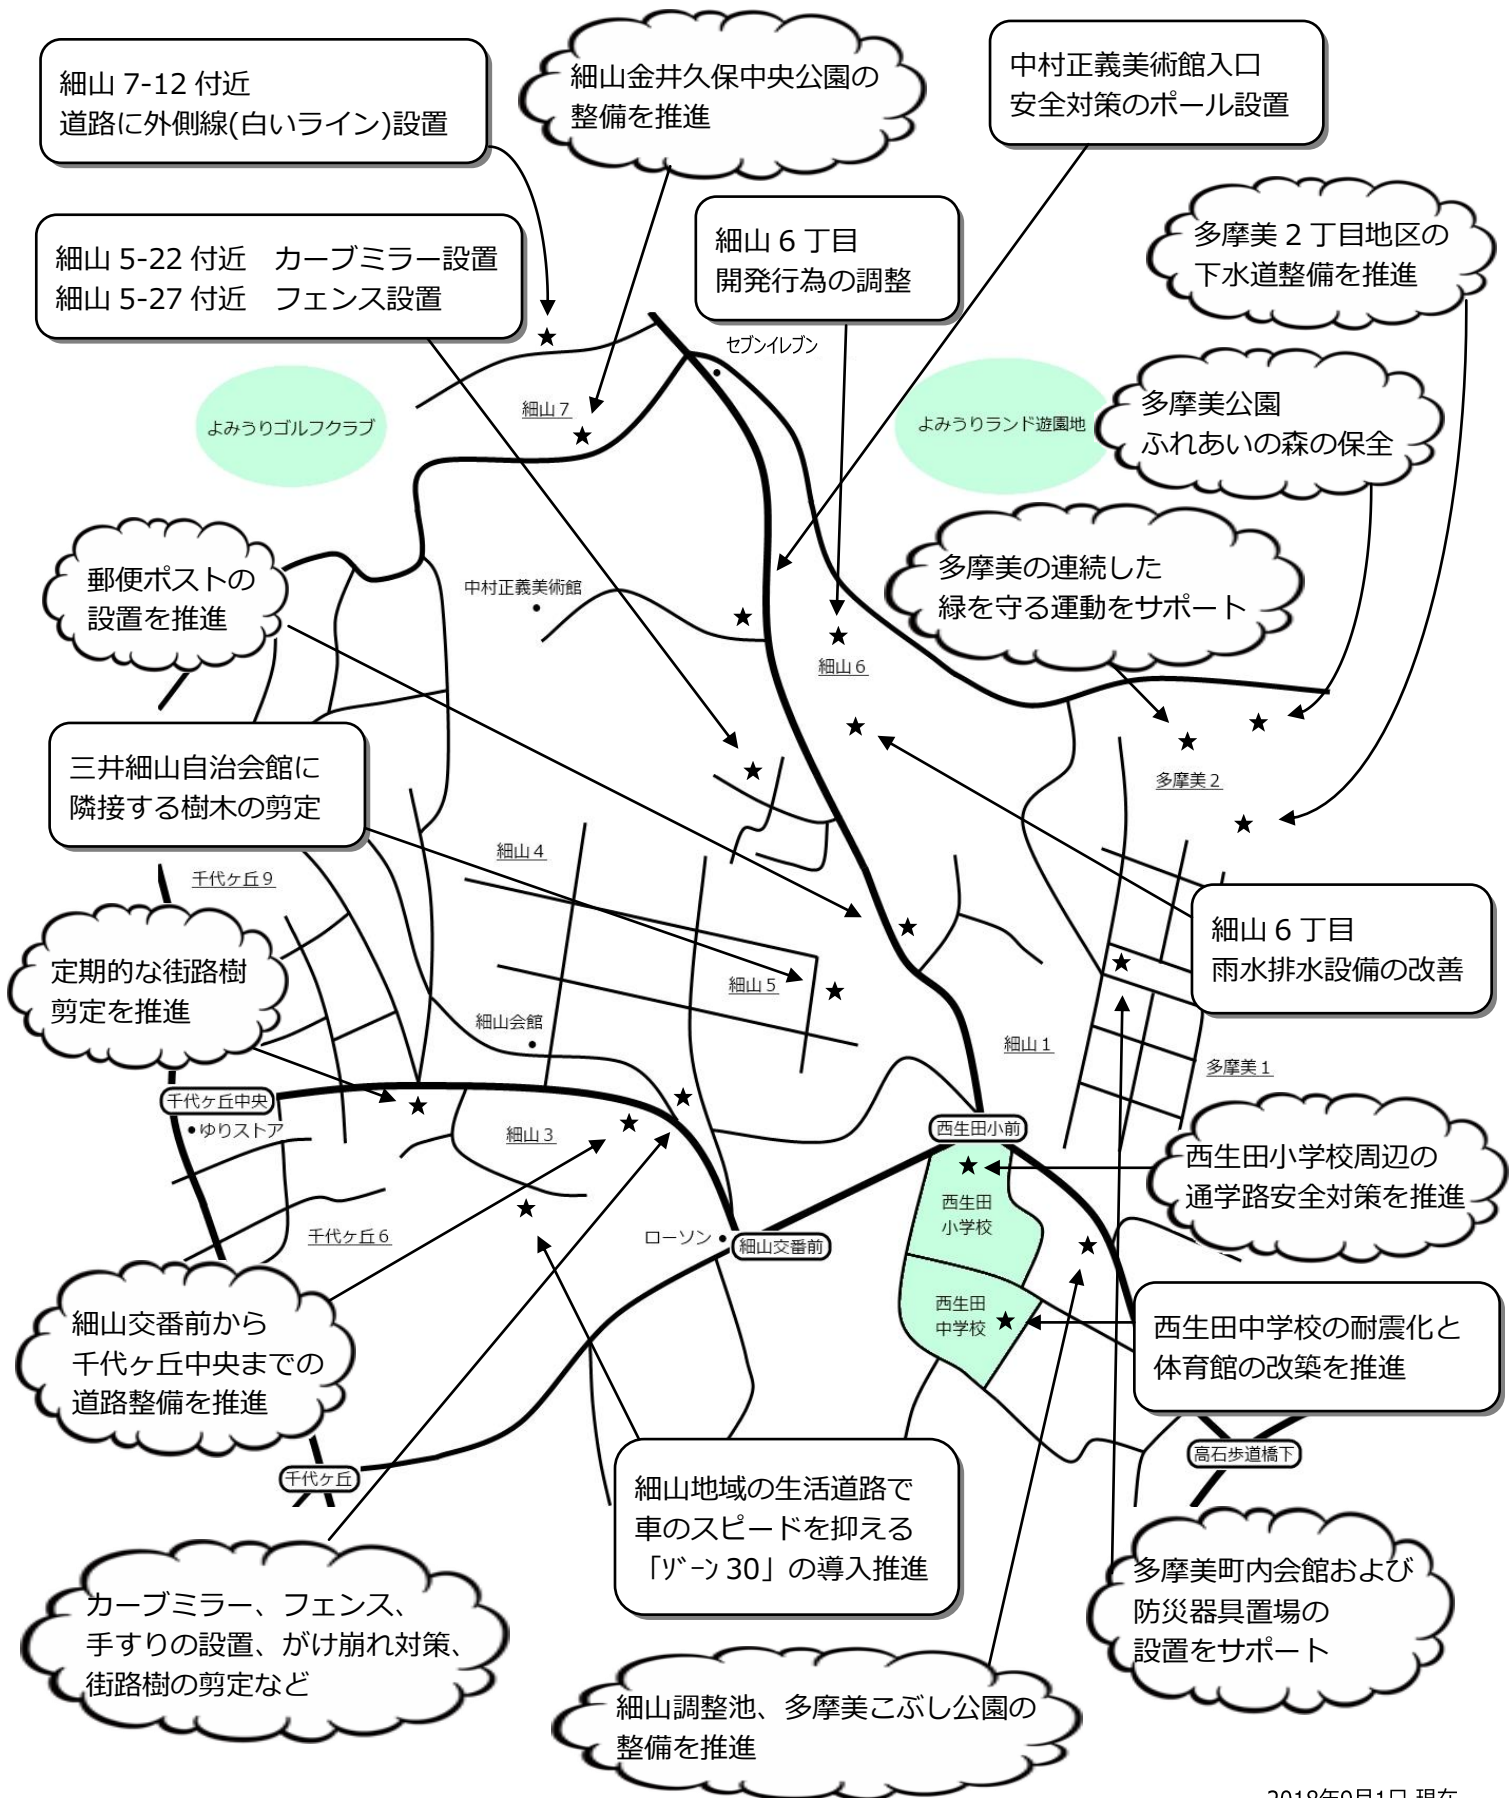 細山 7-12 付近
道路に外側線(白いライン)設置
細山金井久保中央公園の
整備を推進
中村正義美術館入口
安全対策のポール設置
細山 5-22 付近　カーブミラー設置
細山 5-27 付近　フェンス設置
細山 6 丁目
開発行為の調整
多摩美 2 丁目地区の
下水道整備を推進
セブンイレブン
よみうりゴルフクラブ
細山 7
よみうりランド遊園地
多摩美公園
ふれあいの森の保全
郵便ポストの
設置を推進
中村正義美術館
多摩美の連続した
緑を守る運動をサポート
細山 6
三井細山自治会館に
隣接する樹木の剪定
多摩美 2
細山 4
千代ヶ丘 9
細山 6 丁目
雨水排水設備の改善
定期的な街路樹
剪定を推進
細山 5
細山会館
細山 1
多摩美 1
千代ヶ丘中央
ゆりストア
細山 3
西生田小前
西生田小学校周辺の
通学路安全対策を推進
西生田
小学校
千代ヶ丘 6
ローソン
細山交番前
細山交番前から
千代ヶ丘中央までの
道路整備を推進
西生田
中学校
西生田中学校の耐震化と
体育館の改築を推進
千代ヶ丘
高石歩道橋下
細山地域の生活道路で
車のスピードを抑える
「ｿﾞｰﾝ 30」の導入推進
カーブミラー、フェンス、
手すりの設置、がけ崩れ対策、
街路樹の剪定など
多摩美町内会館および
防災器具置場の
設置をサポート
細山調整池、多摩美こぶし公園の
整備を推進
2018年9月1日 現在